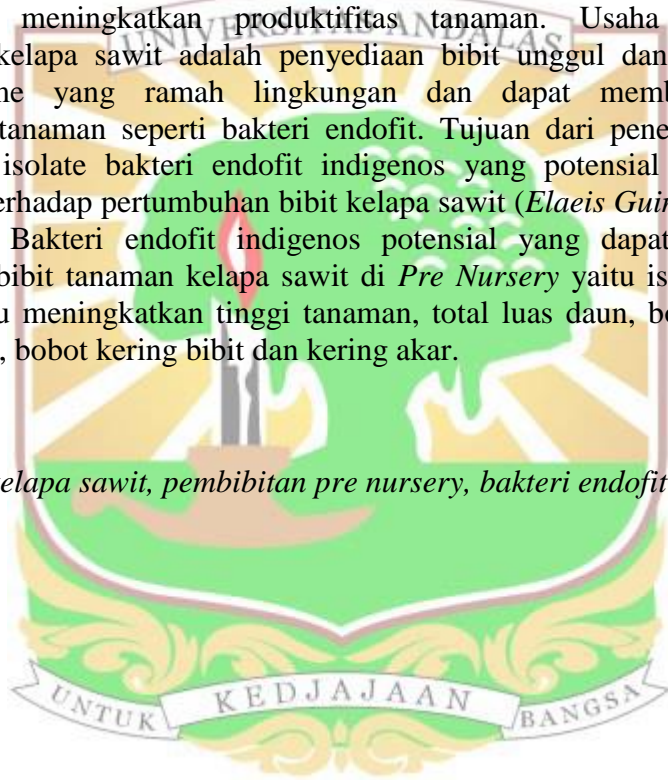 meningkatkan produktifitas tanaman. Usaha
kelapa sawit adalah penyediaan bibit unggul dan
yang ramah lingkungan dan dapat
tanaman seperti bakteri endofit. Tujuan dari
isolate bakteri endofit indigenos yang potensial
terhadap pertumbuhan bibit kelapa sawit (Elaeis
Bakteri endofit indigenos potensial yang dapat
bibit tanaman kelapa sawit di Pre Nursery yaitu
meningkatkan tinggi tanaman, total luas daun,
, bobot kering bibit dan kering akar.
kelapa sawit, pembibitan pre nursery, bakteri endofit
UNIVERSITAS ANDALAS
UNTUK KEDJAJAAN BANGSA